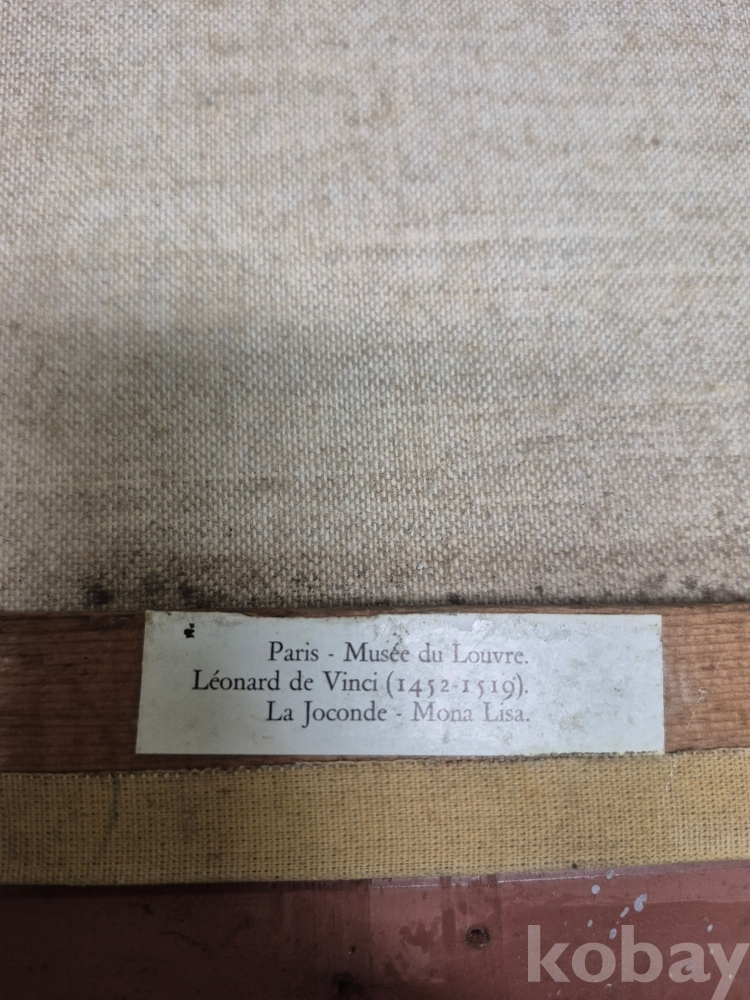 Paris - Musée du Louvre.
Léonard de Vinci (1452-1519).
La Joconde - Mona Lisa.
kobay